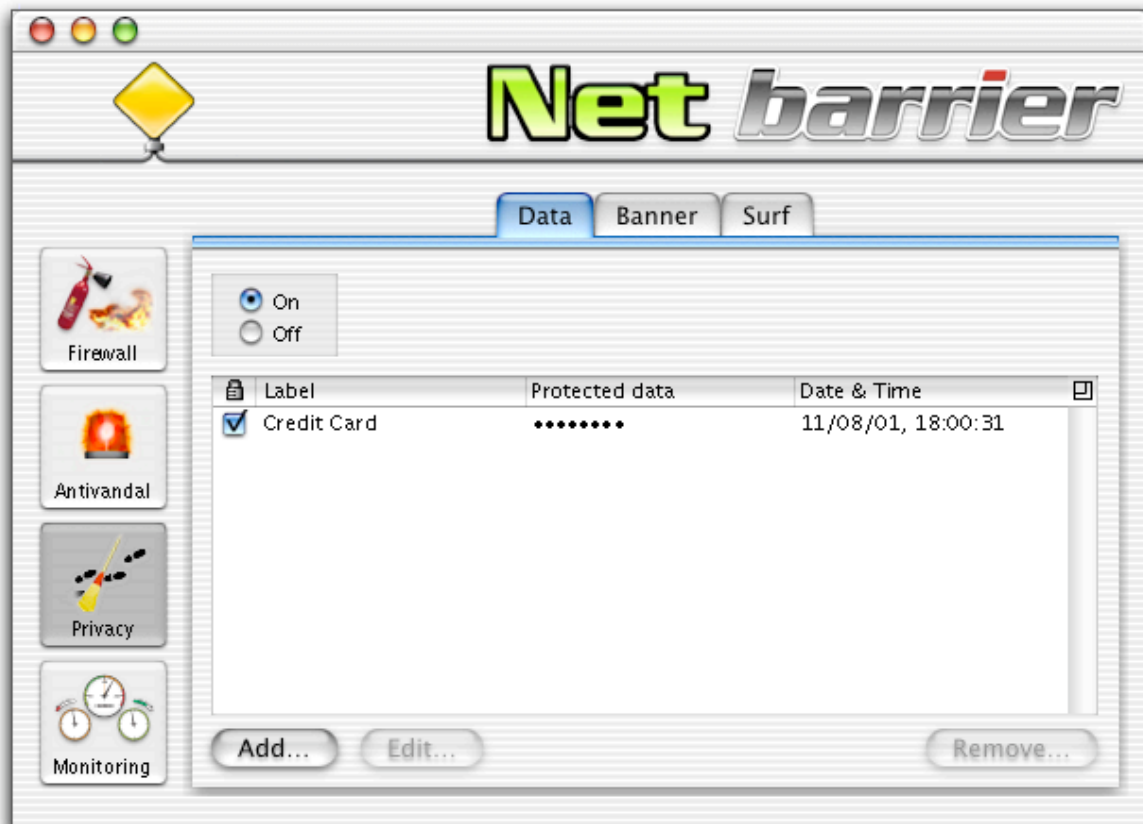 Net barrier
Data Banner Surf
On
Off
Firewall
Label Protected data Date & Time
Credit Card •••••••• 11/08/01, 18:00:31
Antivandal
Privacy
Add... Edit... Remove...
Monitoring